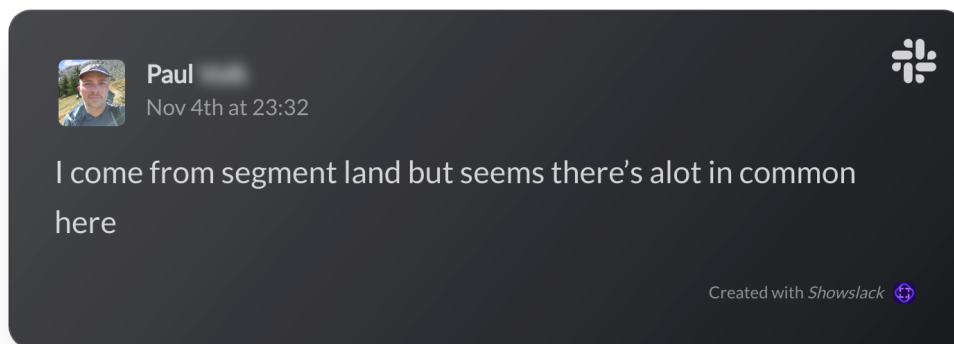 Paul
Nov 4th at 23:32
I come from segment land but seems there’s alot in common
here
Created with Showslack